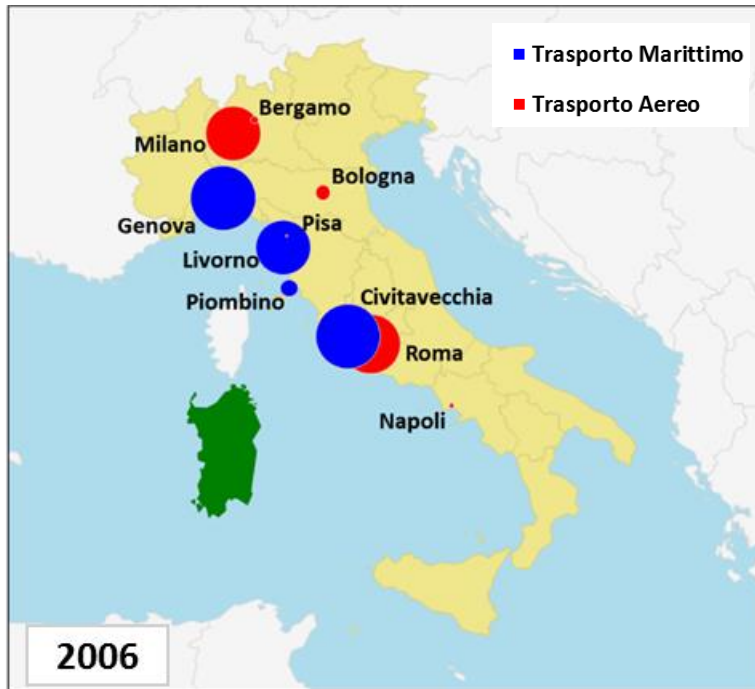 Trasporto Marittimo
Trasporto Aereo
Bergamo
Milano
Bologna
Genova
Pisa
Livorno
Piombino
Civitavecchia
Roma
Napoli
2006